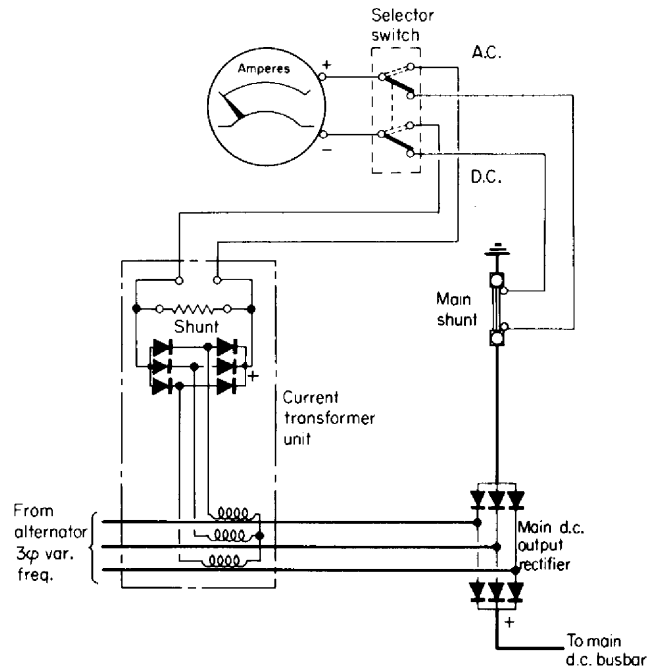 Selector
switch
A.C.
Amperes
+
−
D.C.
Main
shunt
Shunt
+
Current
transformer
unit
From
alternator
3φ var.
freq.
Main d.c.
output
rectifier
+
To main
d.c. busbar